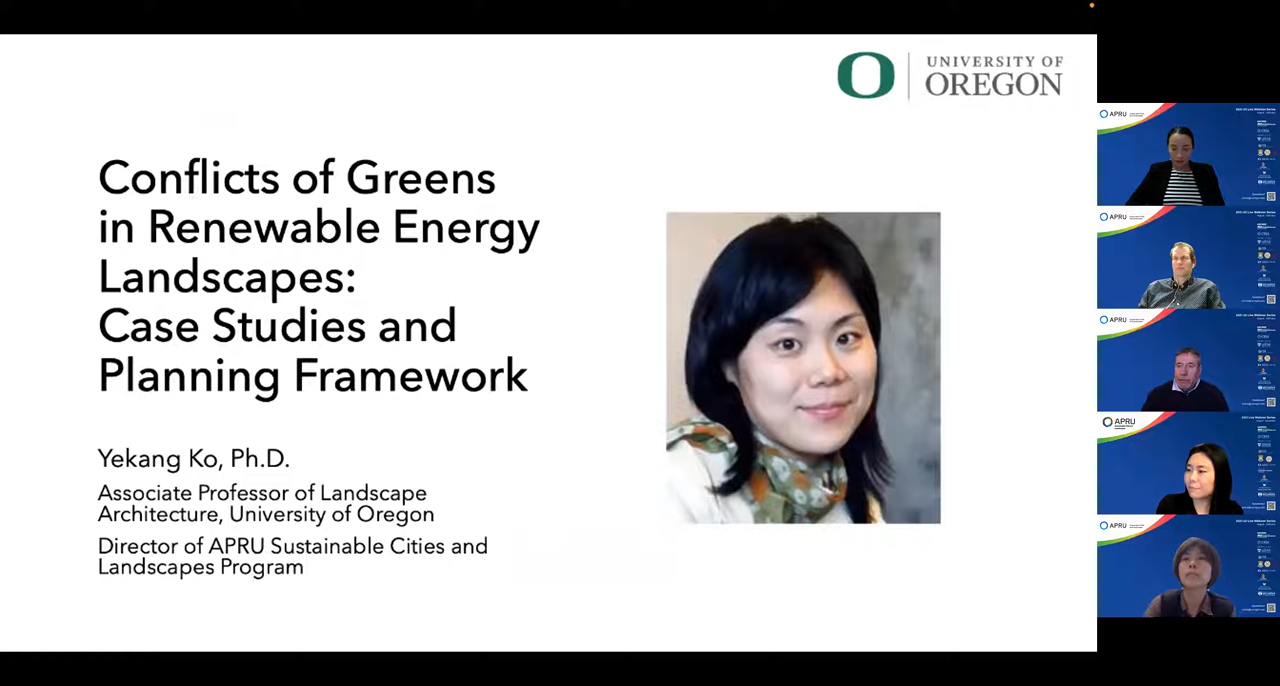 UNIVERSITY OF
OREGON
Conflicts of Greens
in Renewable Energy
Landscapes:
Case Studies and
Planning Framework
Yekang Ko, Ph.D.
Associate Professor of Landscape
Architecture, University of Oregon
Director of APRU Sustainable Cities and
Landscapes Program
APRU
APRU
APRU
APRU
APRU